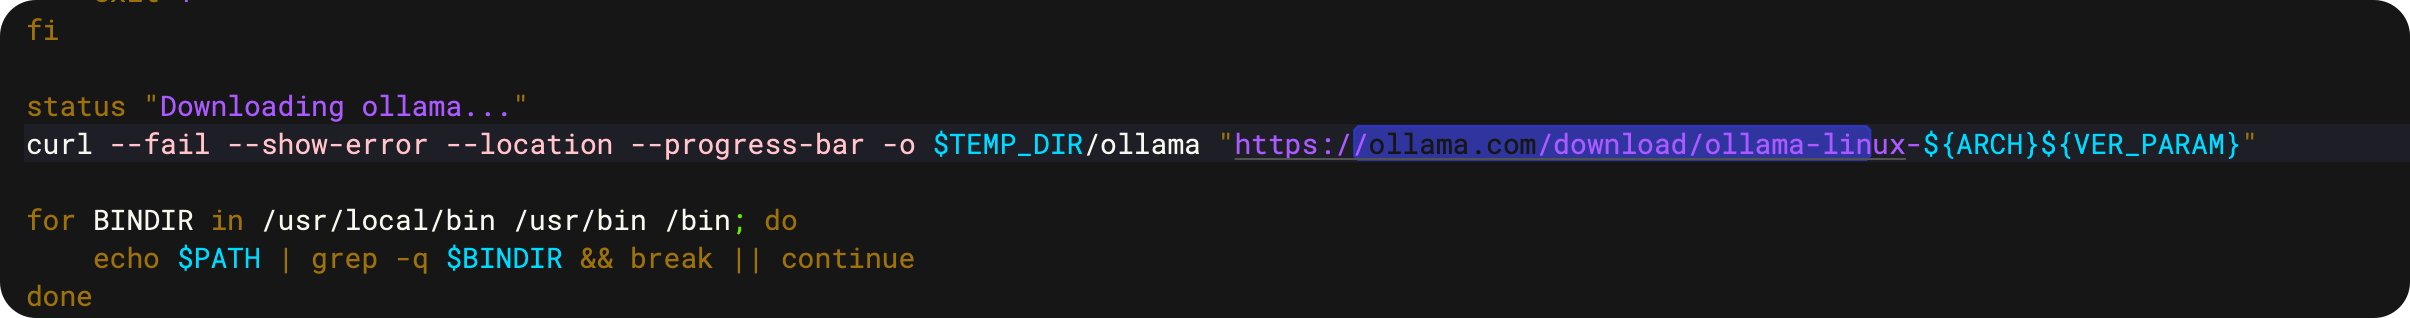 fi
status "Downloading ollama..."
curl --fail --show-error --location --progress-bar -o $TEMP_DIR/ollama "https://ollama.com/download/ollama-linux-${ARCH}${VER_PARAM}"
for BINDIR in /usr/local/bin /usr/bin /bin; do
    echo $PATH | grep -q $BINDIR && break || continue
done